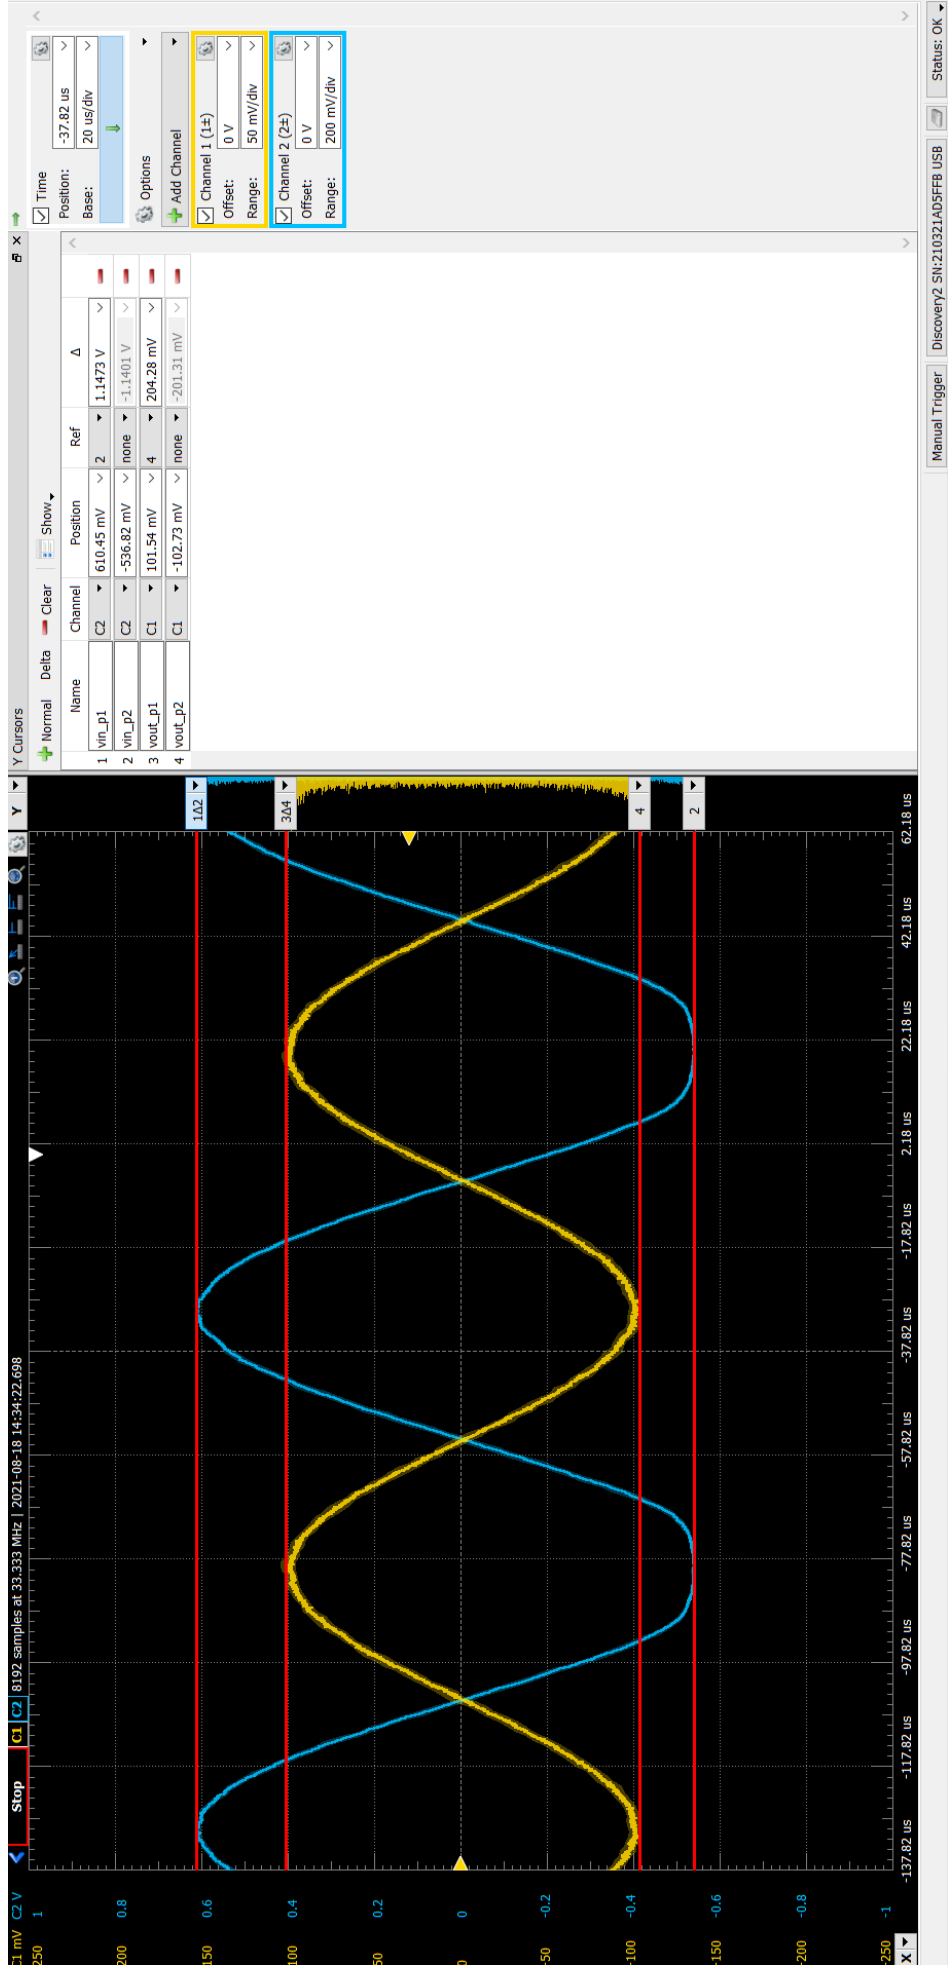 Stop C1 C2 8192 samples at 33.333 MHz | 2021-08-18 14:34:22.698
C1 mV C2 V
Y
1
0.8
0.6
0.4
0.2
0
-0.2
-0.4
-0.6
-0.8
-1
250
200
150
100
50
0
-50
-100
-150
-200
-250
1Δ2
3Δ4
4
2
X
-137.82 us -117.82 us -97.82 us -77.82 us -57.82 us -37.82 us -17.82 us 2.18 us 22.18 us 42.18 us 62.18 us
Y Cursors
Normal Delta Clear Show
Name Channel Position Ref Δ
1 vin_p1 C2 610.45 mV 2 1.1473 V
2 vin_p2 C2 -536.82 mV none -1.1401 V
3 vout_p1 C1 101.54 mV 4 204.28 mV
4 vout_p2 C1 -102.73 mV none -201.31 mV
Time
Position: -37.82 us
Base: 20 us/div
Options
Add Channel
Channel 1 (1±)
Offset: 0 V
Range: 50 mV/div
Channel 2 (2±)
Offset: 0 V
Range: 200 mV/div
Manual Trigger Discovery2 SN:210321AD5FFB USB Status: OK